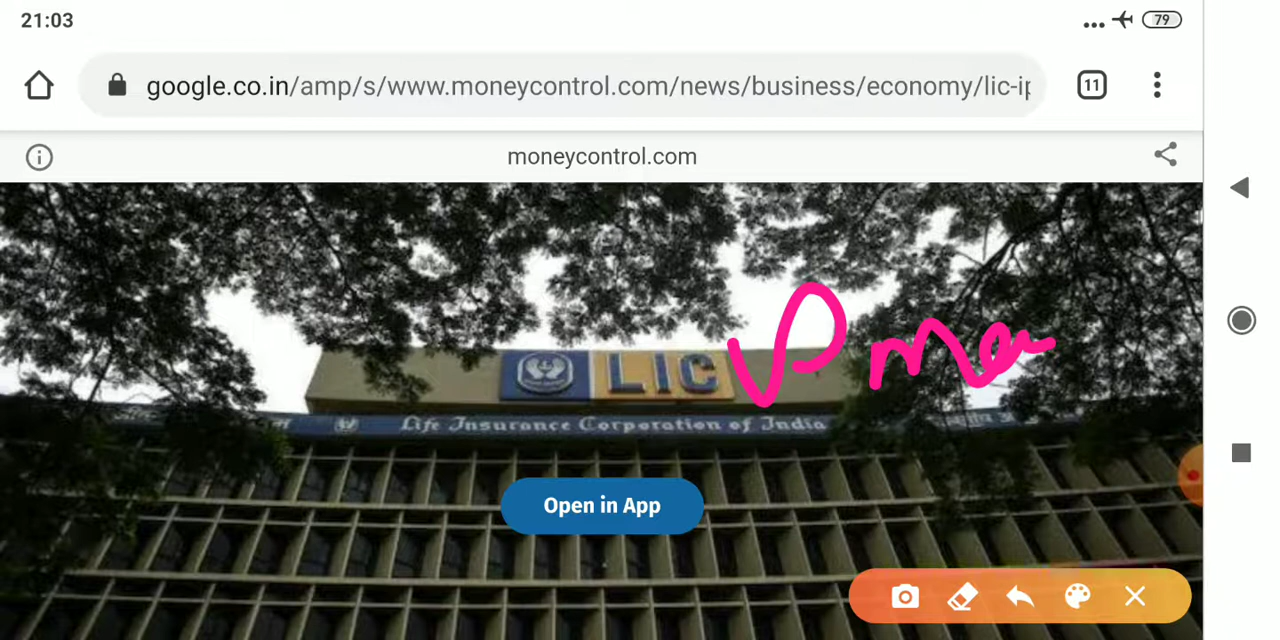 21:03
79
google.co.in/amp/s/www.moneycontrol.com/news/business/economy/lic-ip
11
moneycontrol.com
LIC
Life Insurance Corporation of India
Open in App